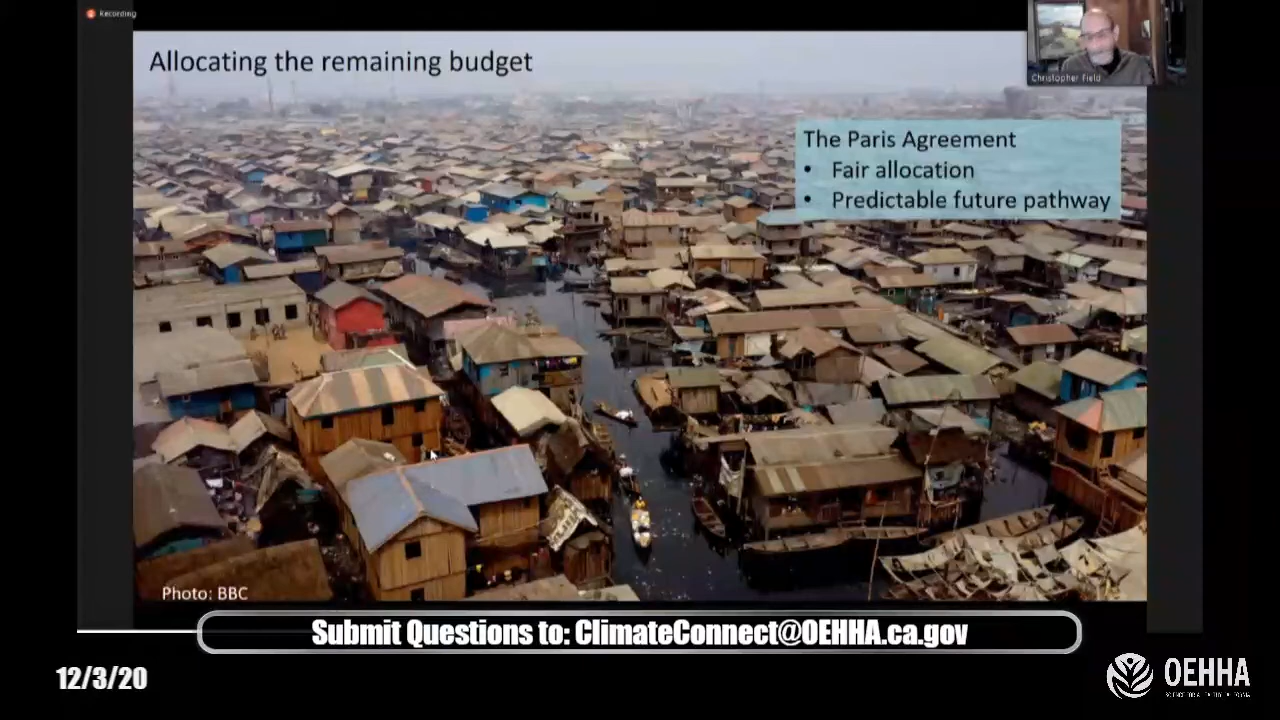 Recording
Allocating the remaining budget
Christopher Field
The Paris Agreement
• Fair allocation
• Predictable future pathway
Photo: BBC
Submit Questions to: ClimateConnect@OEHHA.ca.gov
12/3/20
OEHHA